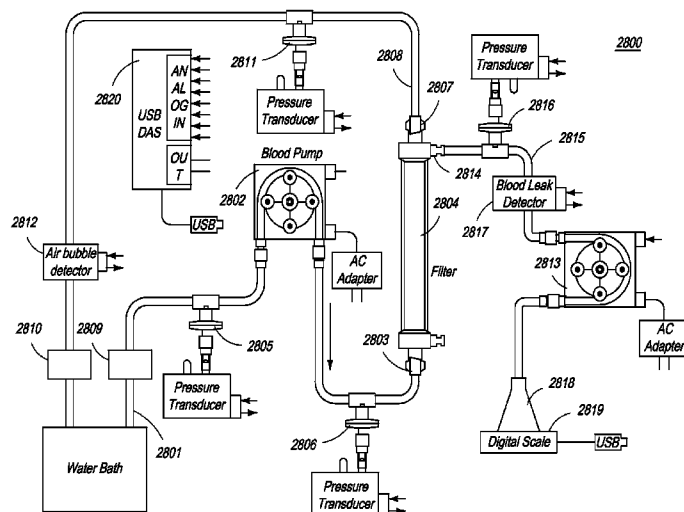 2800
2811
2808
2807
Pressure
Transducer
2816
2820
AN
AL
OG
IN
USB
DAS
OU
T
USB
Pressure
Transducer
Blood Pump
2802
2814
2815
Blood Leak
Detector
2817
2804
Filter
2812
Air bubble
detector
AC
Adapter
2813
AC
Adapter
2810
2809
2805
2803
Pressure
Transducer
2801
2806
2818
2819
Water Bath
Digital Scale
USB
Pressure
Transducer